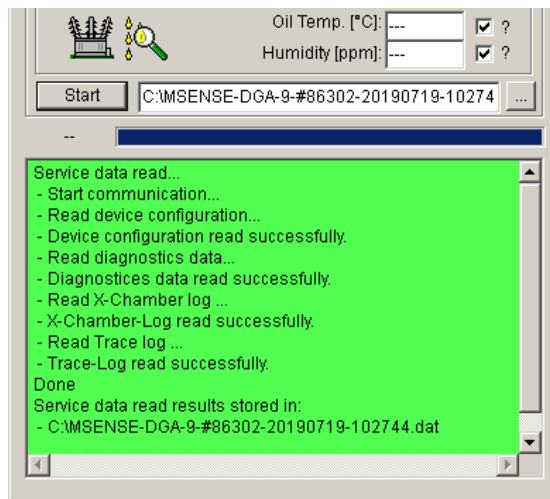 Oil Temp. [°C]: --- ?
Humidity [ppm]: --- ?
Start C:\MSENSE-DGA-9-#86302-20190719-10274 ...
--
Service data read...
- Start communication...
- Read device configuration...
- Device configuration read successfully.
- Read diagnostics data...
- Diagnostices data read successfully.
- Read X-Chamber log ...
- X-Chamber-Log read successfully.
- Read Trace log ...
- Trace-Log read successfully.
Done
Service data read results stored in:
- C:\MSENSE-DGA-9-#86302-20190719-102744.dat